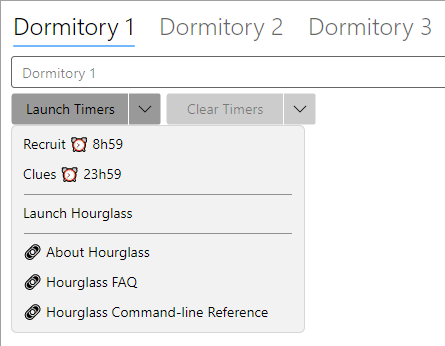 Dormitory 1 Dormitory 2 Dormitory 3
Dormitory 1
Launch Timers Clear Timers
Recruit ⏰ 8h59
Clues ⏰ 23h59
Launch Hourglass
🔗 About Hourglass
🔗 Hourglass FAQ
🔗 Hourglass Command-line Reference